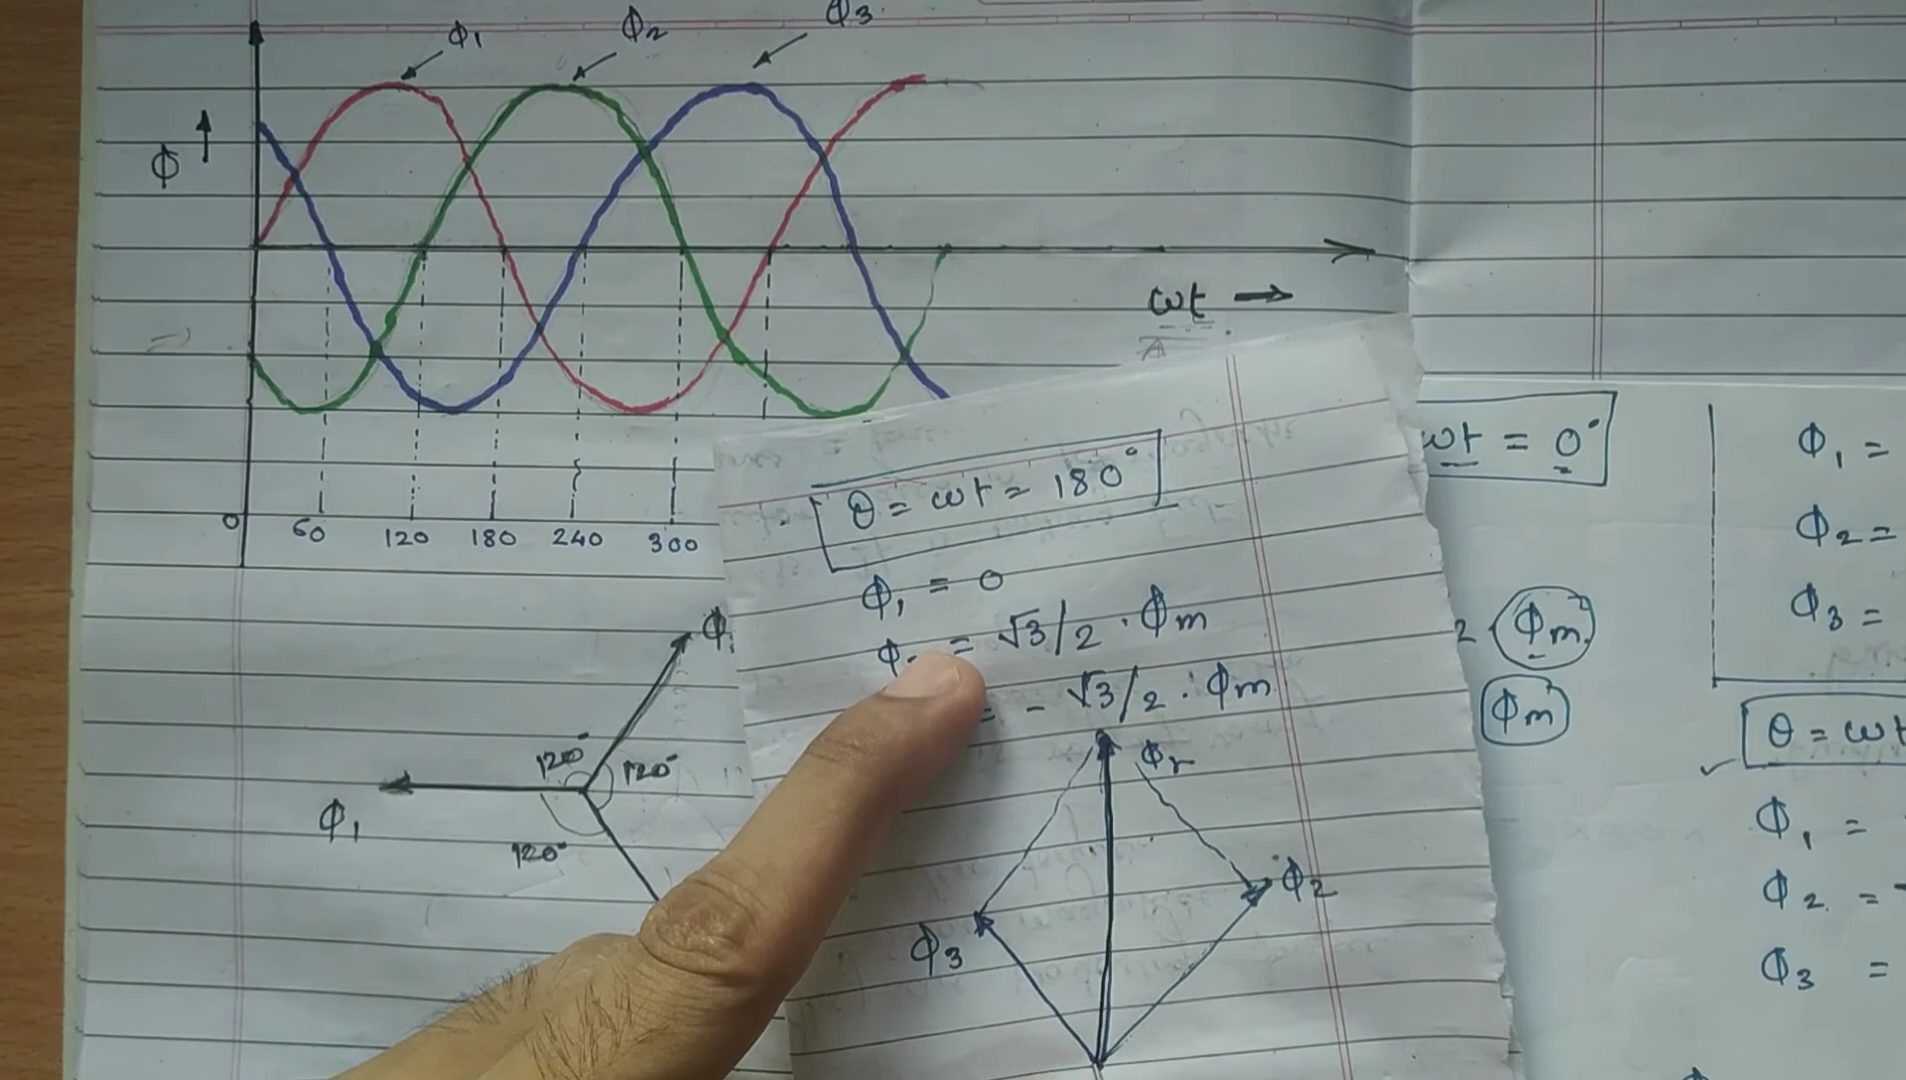 ϕ₁ ϕ₂ ϕ₃
ϕ
ωt
0 60 120 180 240 300
θ = ωt = 180°
ϕ₁ = 0
= √3/2 · ϕm
= - √3/2 · ϕm
ϕr
ϕ₂
ϕ₃
ϕ
120° 120°
ϕ₁
120°
ωt = 0°
ϕ₁ =
ϕ₂ =
ϕ₃ =
2 ϕm
ϕm
θ = ωt
ϕ₁ =
ϕ₂ = -
ϕ₃ =